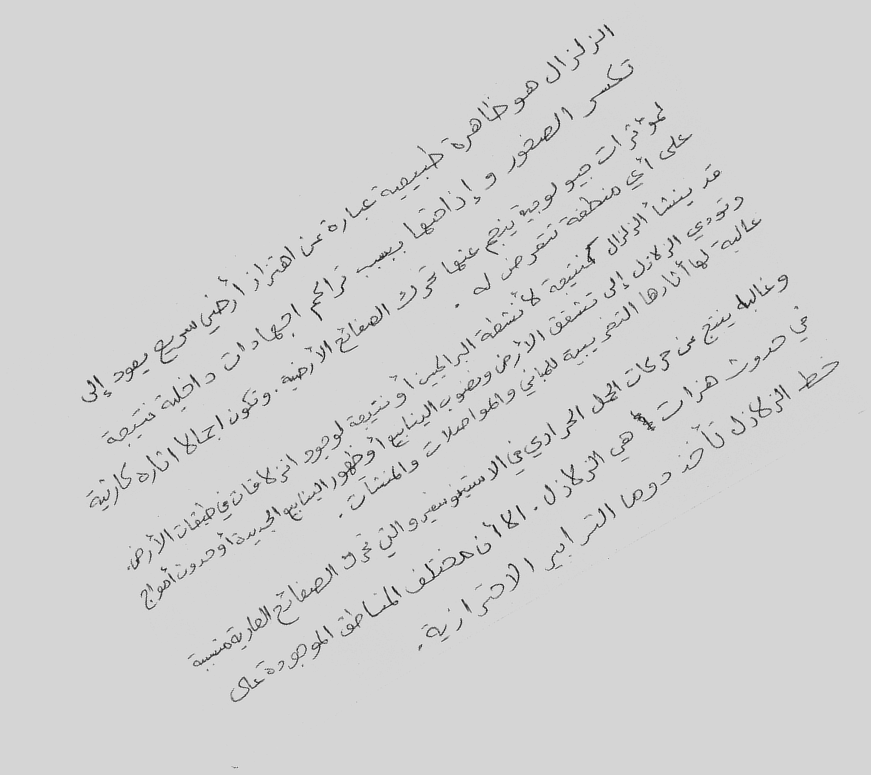 الزلزال هو ظاهرة طبيعية عبارة عن اهتزاز أرضي سريع يعود إلى
تكسر الصخور و إزاحتها بسبب تراكم اجهادات داخلية نتيجة
لمؤثرات جيولوجية ينجم عنها تحرك الصفائح الأرضية . وتكون اجمالا اثاره كارثية
على أي منطقة تتعرض له .
قد ينشأ الزلزال كنتيجة لأنشطة البراكين أو نتيجة لوجود انزلاقات في طبقات الأرض.
وتودي الزلازل إلى تشقق الأرض ونضوب الينابيع أو ظهور الينابيع الجديدة أو حدوث أمواج
عالية لها أثارها التخريبية للمباني والمواصلات والمنشآت .
وغالبا ينتج عن حركات الحمل الحراري في الاستينوسفير والتي تحرك الصفائح القارية متسببة
في حدوث هزات هي الزلازل . الا أن مختلف المناطق الموجودة على
خط الزلازل تأخذ دوما التدابير الاحترازية .